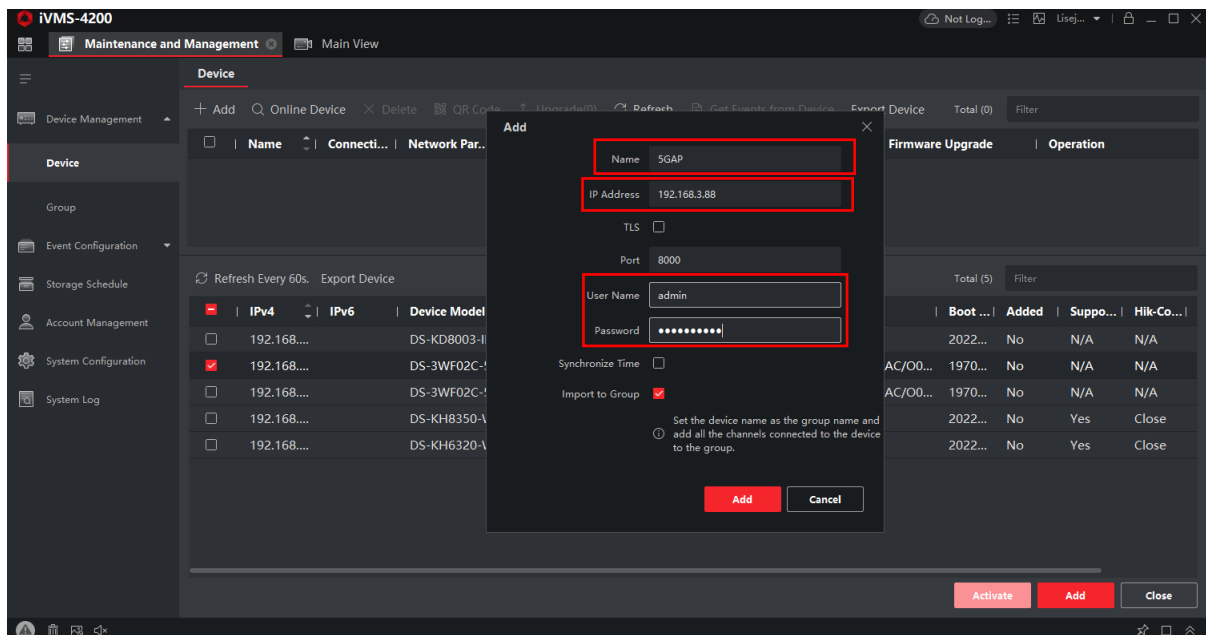 iVMS-4200
Not Log...
Lisej...
Maintenance and Management
Main View
Device
Device Management
Device
Group
Event Configuration
Storage Schedule
Account Management
System Configuration
System Log
+ Add Online Device Delete QR Code Upgrade(0) Refresh Get Events from Device Export Device Total (0) Filter
Name Connecti... Network Par... Firmware Upgrade Operation
Refresh Every 60s. Export Device Total (5) Filter
IPv4 IPv6 Device Model Boot ... Added Suppo... Hik-Co...
192.168.... DS-KD8003-I 2022... No N/A N/A
192.168.... DS-3WF02C- AC/O0... 1970... No N/A N/A
192.168.... DS-3WF02C- AC/O0... 1970... No N/A N/A
192.168.... DS-KH8350- 2022... No Yes Close
192.168.... DS-KH6320- 2022... No Yes Close
Add
Name 5GAP
IP Address 192.168.3.88
TLS
Port 8000
User Name admin
Password ••••••••••
Synchronize Time
Import to Group
Set the device name as the group name and
add all the channels connected to the device
to the group.
Add Cancel
Activate Add Close